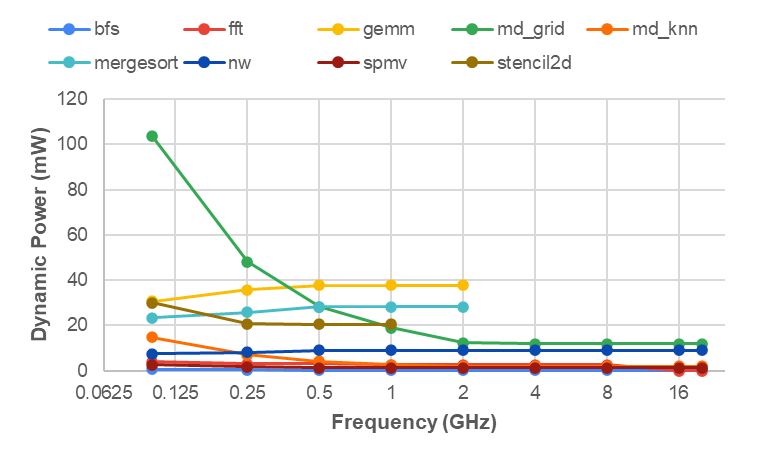 bfs fft gemm md_grid md_knn
mergesort nw spmv stencil2d
120
100
80
60
40
20
0
0.0625 0.125 0.25 0.5 1 2 4 8 16
Dynamic Power (mW)
Frequency (GHz)